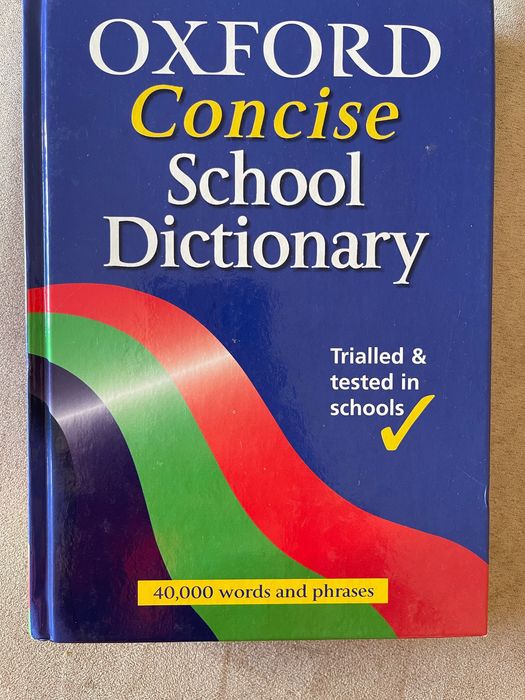 OXFORD
Concise
School
Dictionary
Trialled &
tested in
schools
40,000 words and phrases